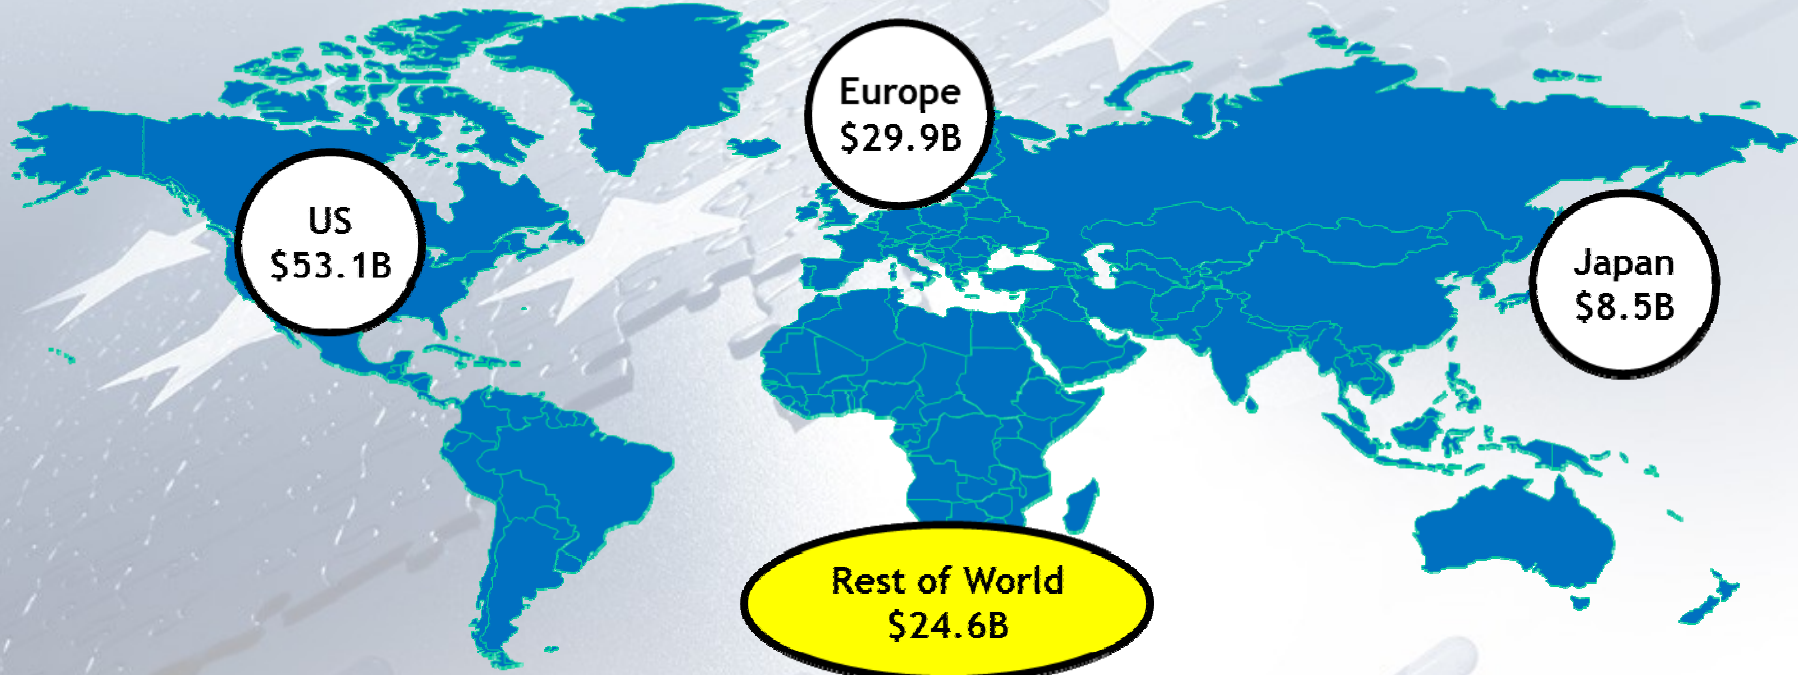 Europe
$29.9B
US
$53.1B
Japan
$8.5B
Rest of World
$24.6B